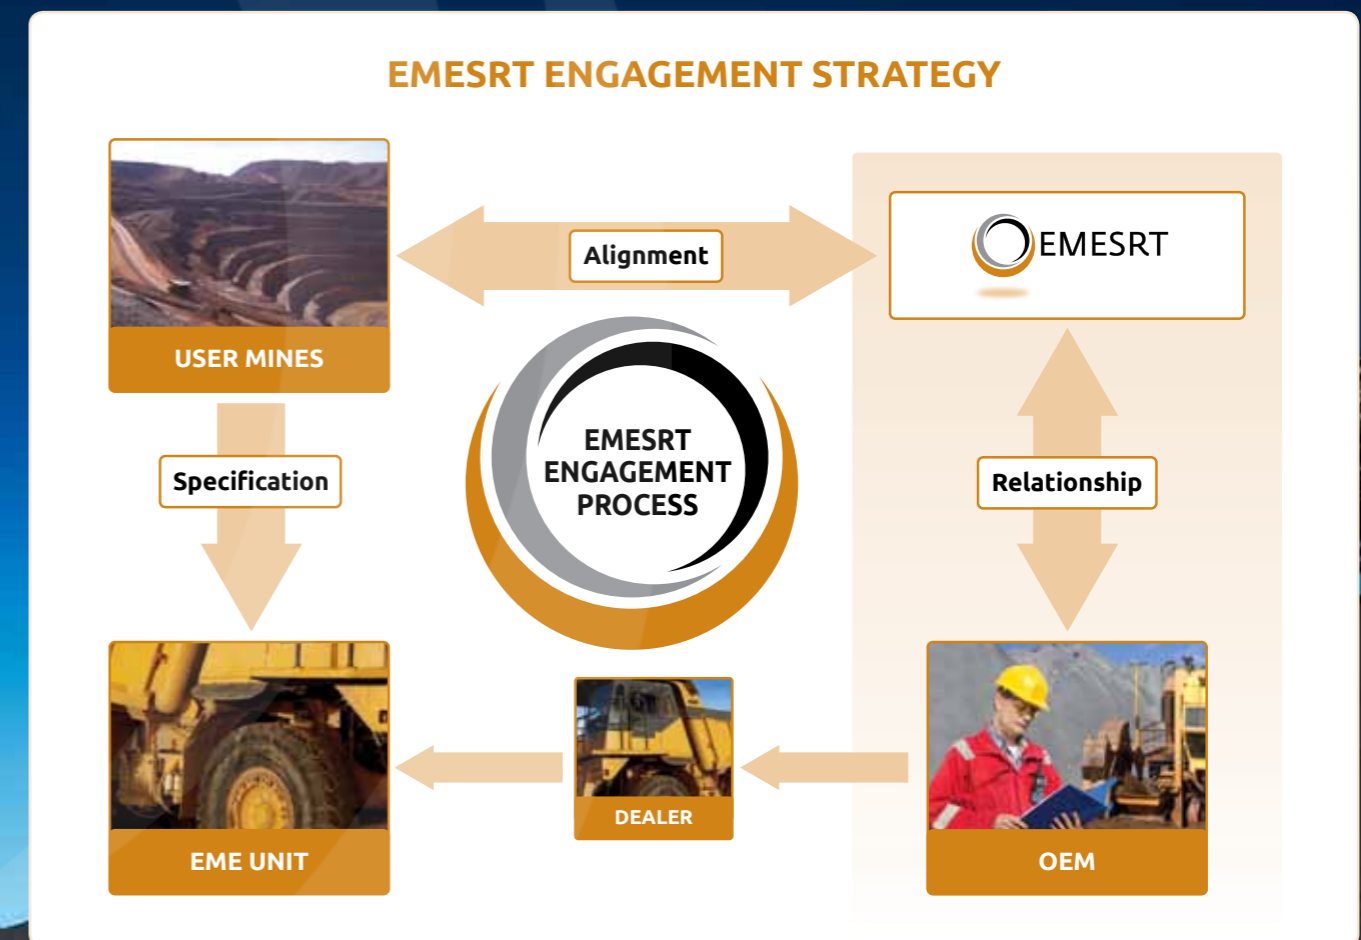 EMESRT ENGAGEMENT STRATEGY
Alignment
EMESRT
USER MINES
EMESRT
ENGAGEMENT
PROCESS
Specification
Relationship
DEALER
EME UNIT
OEM